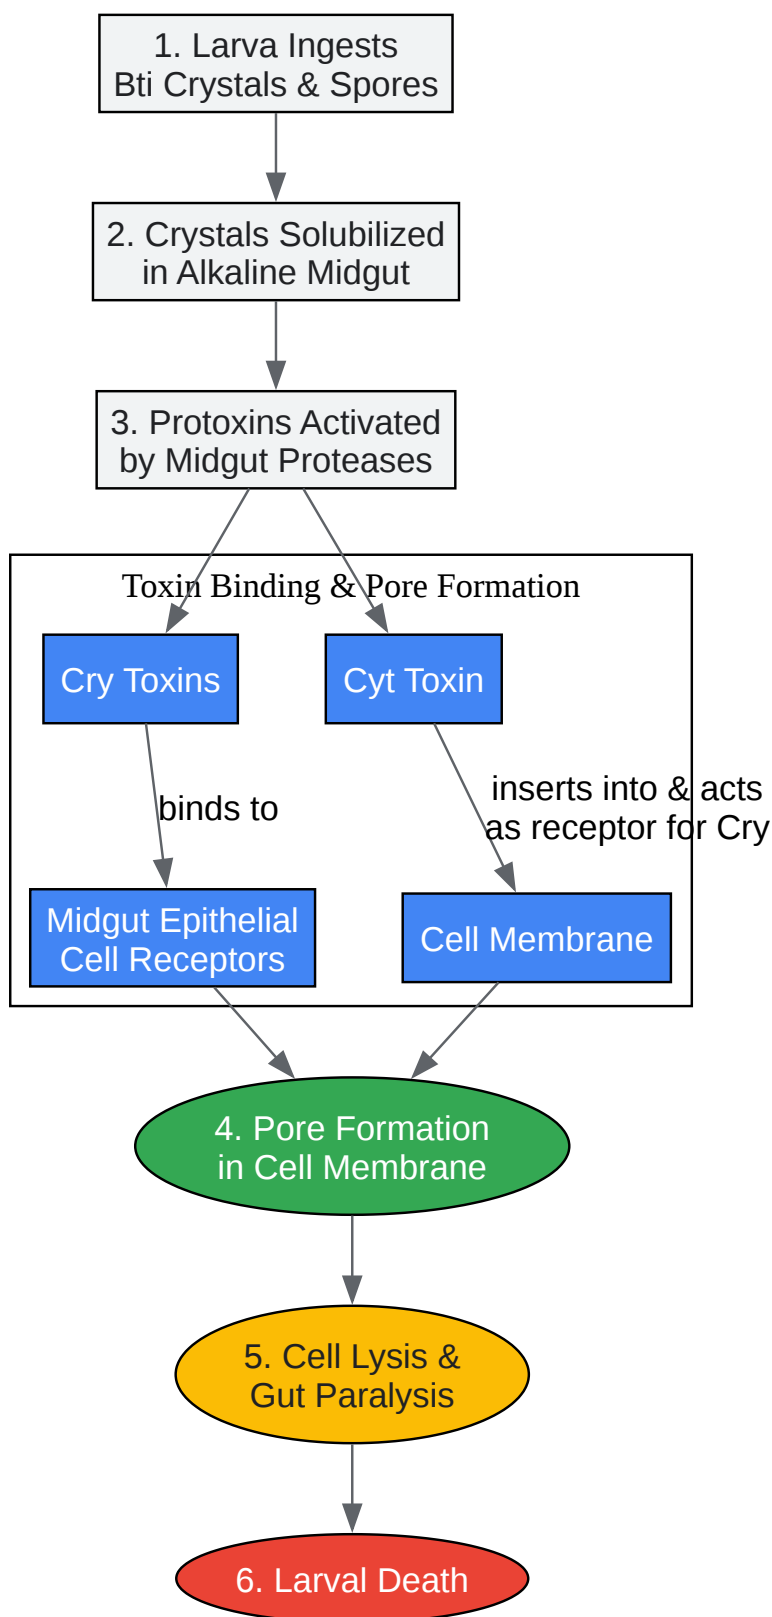 1. Larva Ingests
Bti Crystals & Spores
2. Crystals Solubilized
in Alkaline Midgut
3. Protoxins Activated
by Midgut Proteases
Toxin Binding & Pore Formation
Cry Toxins
Cyt Toxin
binds to
inserts into & acts
as receptor for Cry
Midgut Epithelial
Cell Receptors
Cell Membrane
4. Pore Formation
in Cell Membrane
5. Cell Lysis &
Gut Paralysis
6. Larval Death